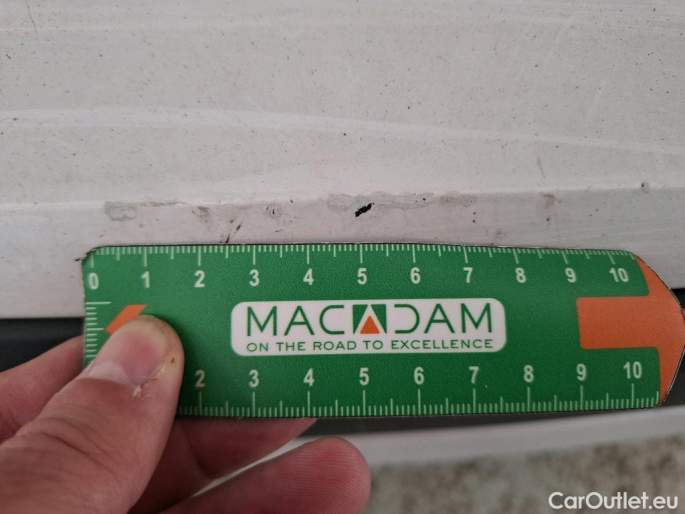 0 1 2 3 4 5 6 7 8 9 10
MACADAM
ON THE ROAD TO EXCELLENCE
2 3 4 5 6 7 8 9 10
CarOutlet.eu